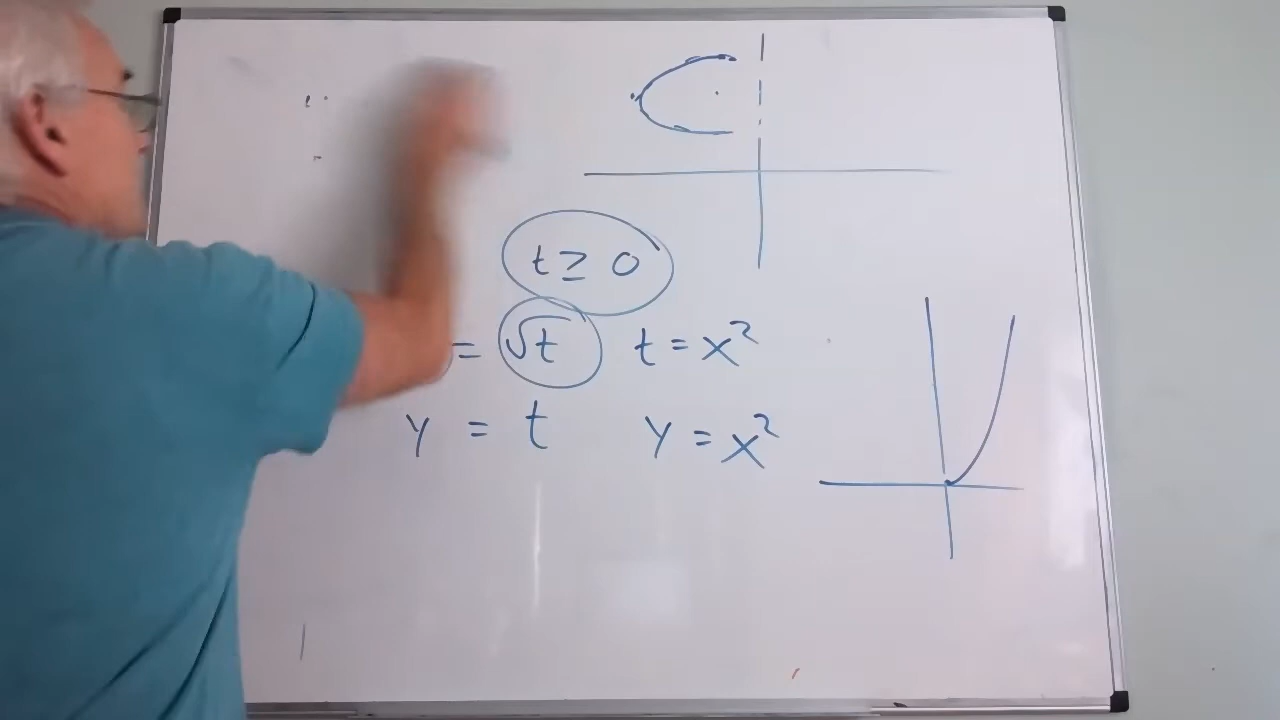 t ≥ 0
= √t t = x²
y = t y = x²